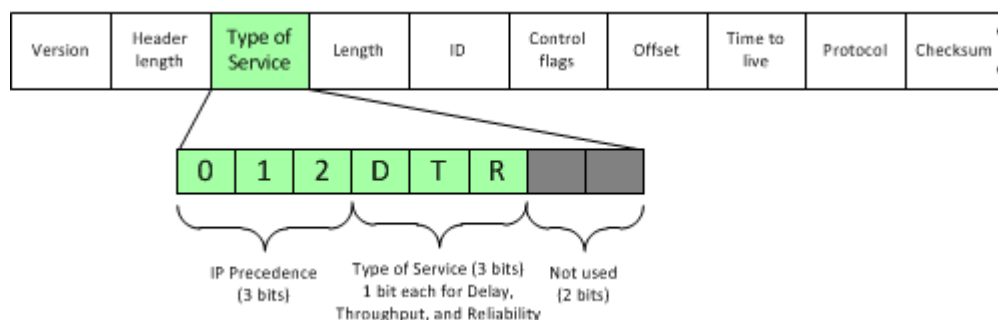 Version
Header
length
Type of
Service
Length
ID
Control
flags
Offset
Time to
live
Protocol
Checksum
0 1 2 D T R
IP Precedence
(3 bits)
Type of Service (3 bits)
1 bit each for Delay,
Throughput, and Reliability
Not used
(2 bits)